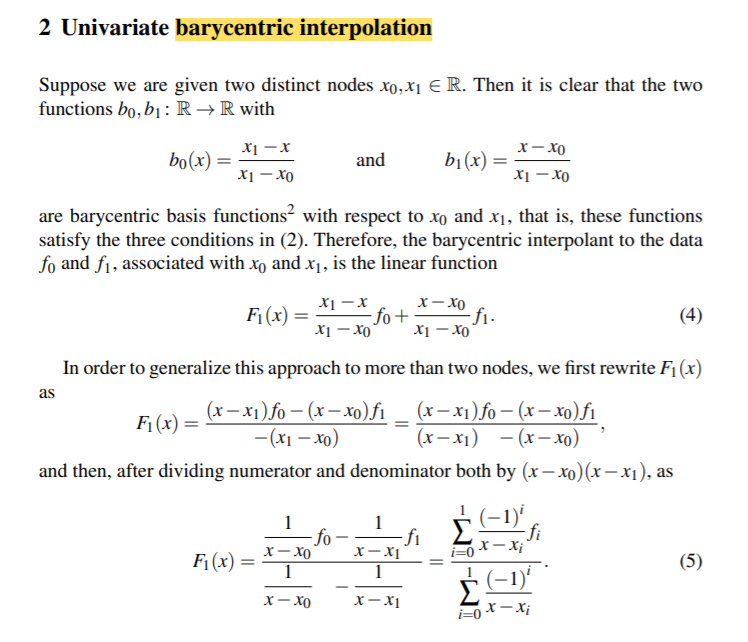 2 Univariate barycentric interpolation
Suppose we are given two distinct nodes x₀,x₁ ∈ ℝ. Then it is clear that the two
functions b₀,b₁: ℝ → ℝ with
b₀(x) = (x₁ − x)/(x₁ − x₀) and b₁(x) = (x − x₀)/(x₁ − x₀)
are barycentric basis functions² with respect to x₀ and x₁, that is, these functions
satisfy the three conditions in (2). Therefore, the barycentric interpolant to the data
f₀ and f₁, associated with x₀ and x₁, is the linear function
F₁(x) = (x₁ − x)/(x₁ − x₀) f₀ + (x − x₀)/(x₁ − x₀) f₁. (4)
In order to generalize this approach to more than two nodes, we first rewrite F₁(x)
as
F₁(x) = ((x − x₁)f₀ − (x − x₀)f₁)/(−(x₁ − x₀)) = ((x − x₁)f₀ − (x − x₀)f₁)/((x − x₁) − (x − x₀)),
and then, after dividing numerator and denominator both by (x − x₀)(x − x₁), as
F₁(x) = (1/(x − x₀) f₀ − 1/(x − x₁) f₁)/(1/(x − x₀) − 1/(x − x₁)) = (∑_{i=0}^{1} (−1)^i/(x − x_i) f_i)/(∑_{i=0}^{1} (−1)^i/(x − x_i)). (5)